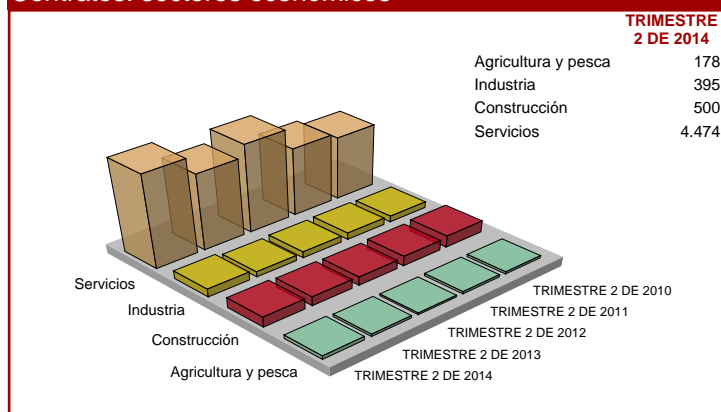 Contratos: sectores económicos
TRIMESTRE
2 DE 2014
Agricultura y pesca 178
Industria 395
Construcción 500
Servicios 4.474
Servicios
Industria
Construcción
Agricultura y pesca
TRIMESTRE 2 DE 2010
TRIMESTRE 2 DE 2011
TRIMESTRE 2 DE 2012
TRIMESTRE 2 DE 2013
TRIMESTRE 2 DE 2014